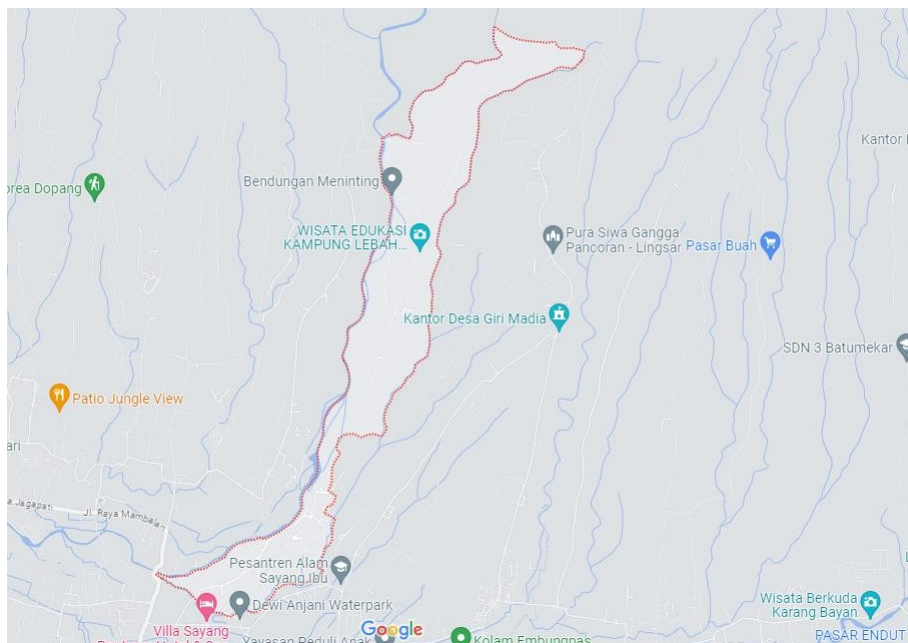 Kantor
orea Dopang
Bendungan Meninting
WISATA EDUKASI
KAMPUNG LEBAH...
Pura Siwa Gangga
Pancoran - Lingsar
Pasar Buah
Kantor Desa Giri Madia
SDN 3 Batumekar
Patio Jungle View
ari
a Jagapati
Jl. Raya Mambalan
Pesantren Alam
Sayang Ibu
Dewi Anjani Waterpark
Villa Sayang
Wisata Berkuda
Karang Bayan
Yayasan Peduli Anak
Google
Kolam Embungpas
PASAR ENDUT